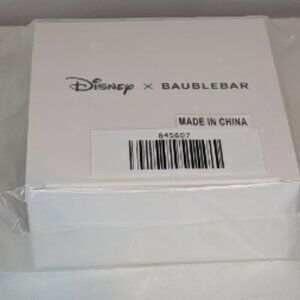 Disney × BAUBLEBAR
MADE IN CHINA
845607